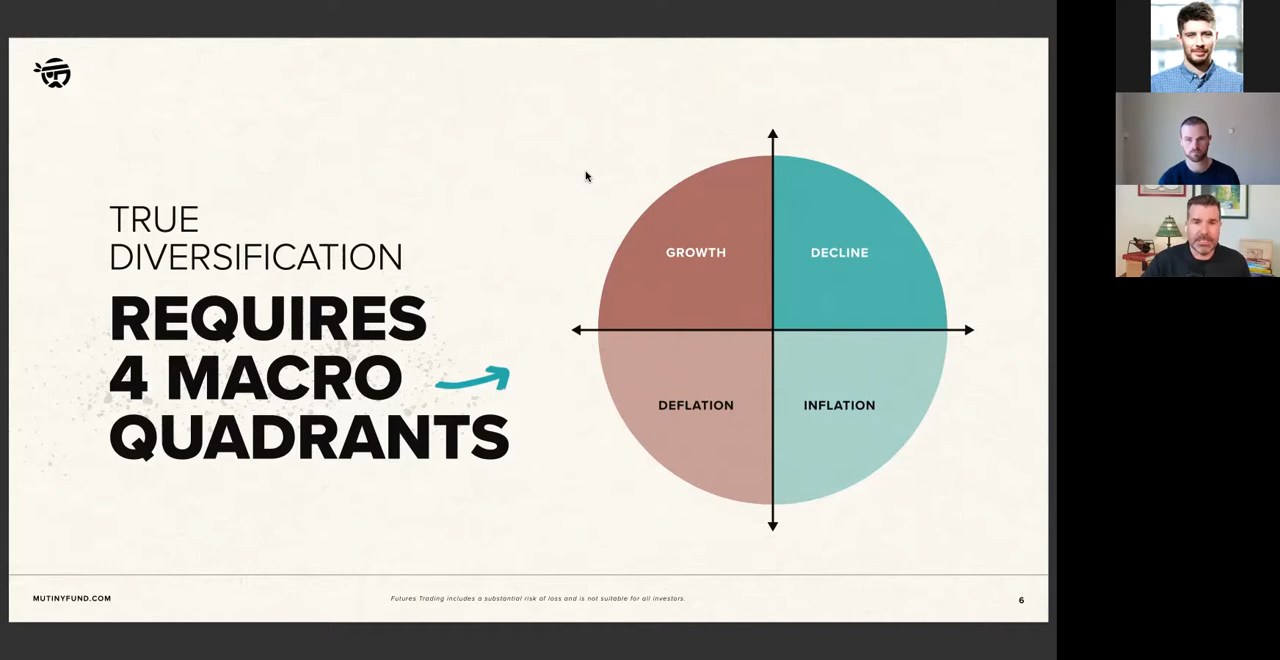 TRUE
DIVERSIFICATION
REQUIRES
4 MACRO
QUADRANTS
GROWTH
DECLINE
DEFLATION
INFLATION
MUTINYFUND.COM
Futures Trading includes a substantial risk of loss and is not suitable for all investors.
6